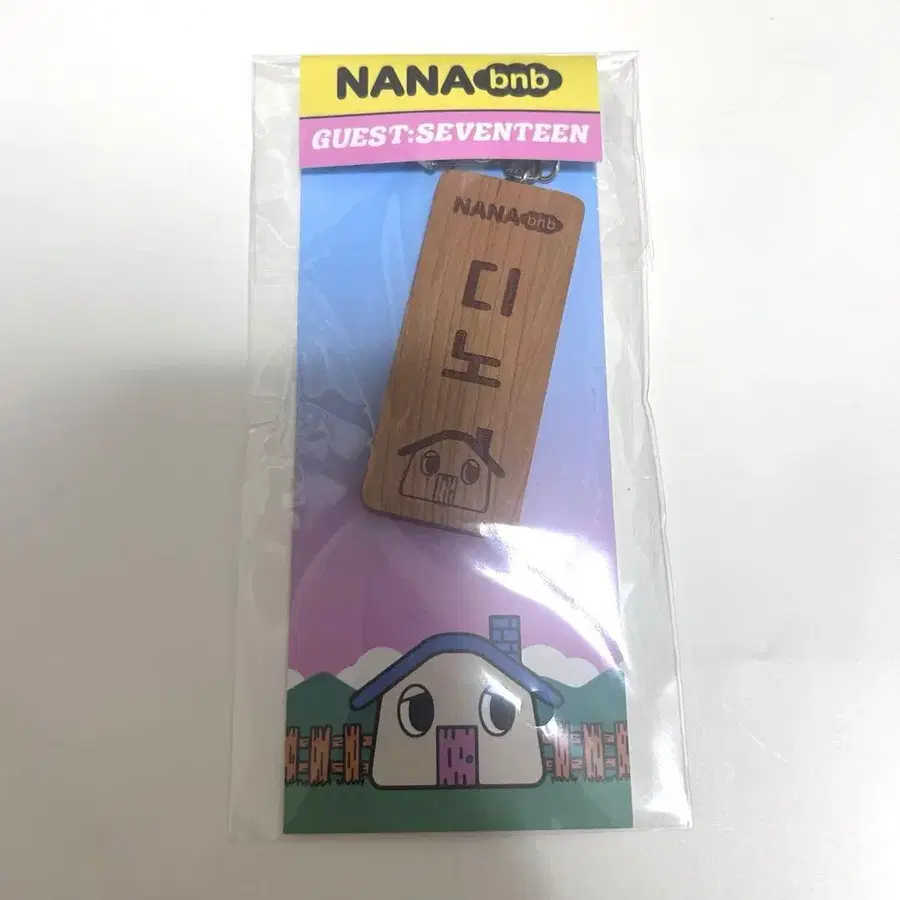 NANA bnb
GUEST:SEVENTEEN
NANA bnb
디
노